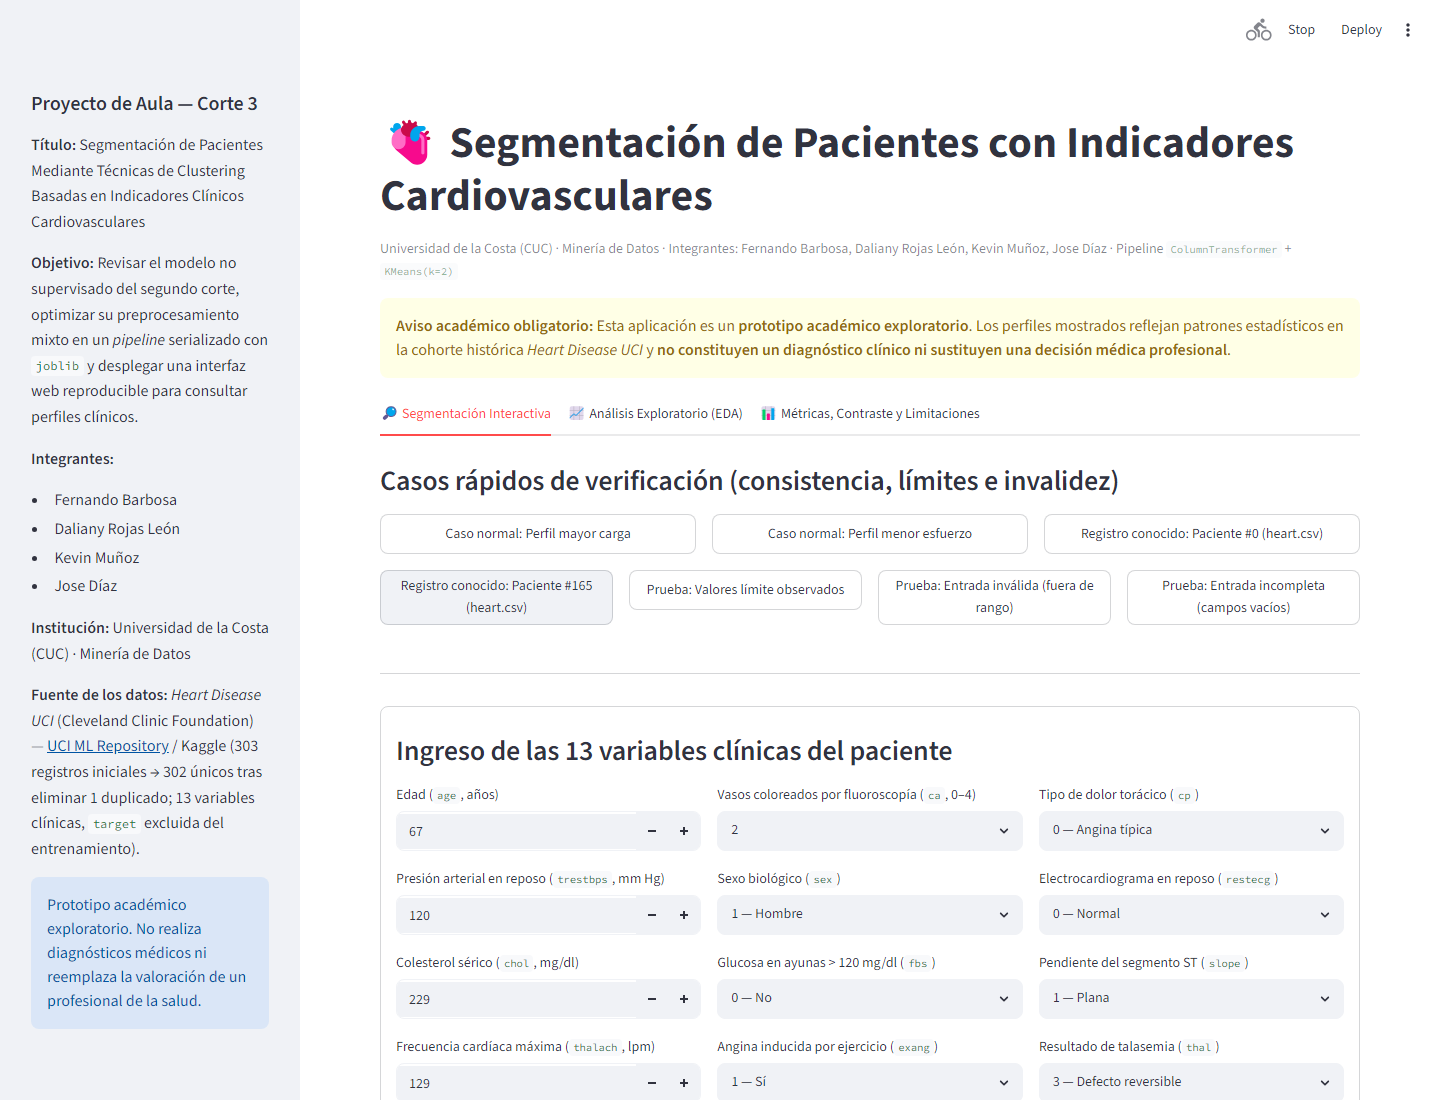 Stop
Deploy
Proyecto de Aula — Corte 3
Título: Segmentación de Pacientes
Mediante Técnicas de Clustering
Basadas en Indicadores Clínicos
Cardiovasculares
Objetivo: Revisar el modelo no
supervisado del segundo corte,
optimizar su preprocesamiento
mixto en un pipeline serializado con
joblib y desplegar una interfaz
web reproducible para consultar
perfiles clínicos.
Integrantes:
• Fernando Barbosa
• Daliany Rojas León
• Kevin Muñoz
• Jose Díaz
Institución: Universidad de la Costa
(CUC) · Minería de Datos
Fuente de los datos: Heart Disease
UCI (Cleveland Clinic Foundation)
— UCI ML Repository / Kaggle (303
registros iniciales → 302 únicos tras
eliminar 1 duplicado; 13 variables
clínicas, target excluida del
entrenamiento).
Prototipo académico
exploratorio. No realiza
diagnósticos médicos ni
reemplaza la valoración de un
profesional de la salud.
Segmentación de Pacientes con Indicadores
Cardiovasculares
Universidad de la Costa (CUC) · Minería de Datos · Integrantes: Fernando Barbosa, Daliany Rojas León, Kevin Muñoz, Jose Díaz · Pipeline ColumnTransformer +
KMeans(k=2)
Aviso académico obligatorio: Esta aplicación es un prototipo académico exploratorio. Los perfiles mostrados reflejan patrones estadísticos en
la cohorte histórica Heart Disease UCI y no constituyen un diagnóstico clínico ni sustituyen una decisión médica profesional.
Segmentación Interactiva
Análisis Exploratorio (EDA)
Métricas, Contraste y Limitaciones
Casos rápidos de verificación (consistencia, límites e invalidez)
Caso normal: Perfil mayor carga
Caso normal: Perfil menor esfuerzo
Registro conocido: Paciente #0 (heart.csv)
Registro conocido: Paciente #165
(heart.csv)
Prueba: Valores límite observados
Prueba: Entrada inválida (fuera de
rango)
Prueba: Entrada incompleta
(campos vacíos)
Ingreso de las 13 variables clínicas del paciente
Edad ( age , años)
67
Vasos coloreados por fluoroscopía ( ca , 0–4)
2
Tipo de dolor torácico ( cp )
0 — Angina típica
Presión arterial en reposo ( trestbps , mm Hg)
120
Sexo biológico ( sex )
1 — Hombre
Electrocardiograma en reposo ( restecg )
0 — Normal
Colesterol sérico ( chol , mg/dl)
229
Glucosa en ayunas > 120 mg/dl ( fbs )
0 — No
Pendiente del segmento ST ( slope )
1 — Plana
Frecuencia cardíaca máxima ( thalach , lpm)
129
Angina inducida por ejercicio ( exang )
1 — Sí
Resultado de talasemia ( thal )
3 — Defecto reversible